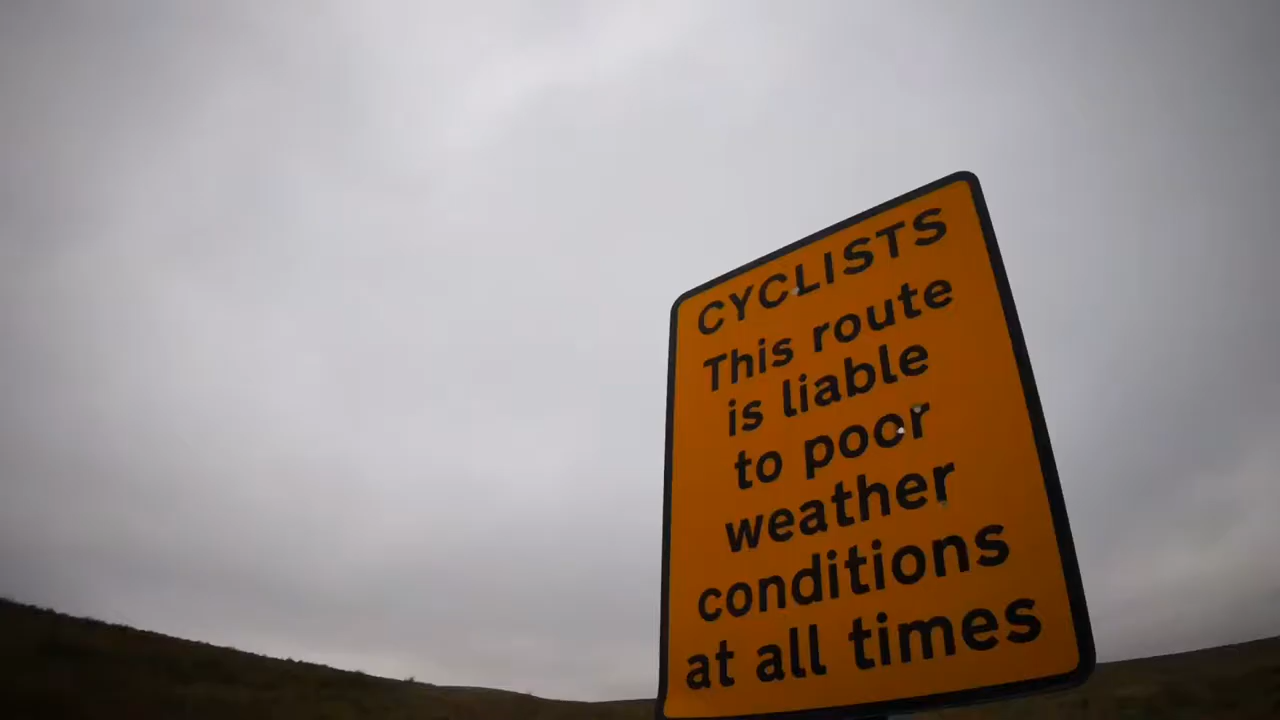 CYCLISTS
This route
is liable
to poor
weather
conditions
at all times